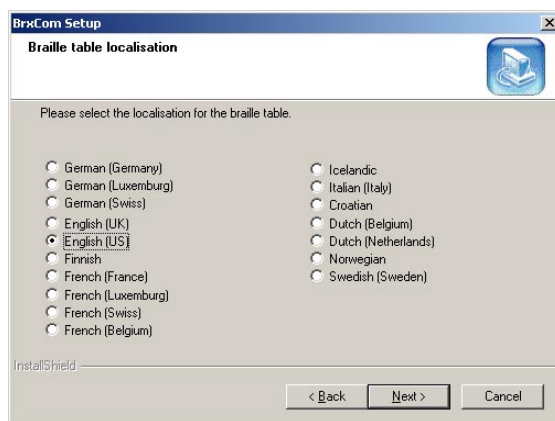 BrxCom Setup
Braille table localisation
Please select the localisation for the braille table.
German (Germany)
German (Luxemburg)
German (Swiss)
English (UK)
English (US)
Finnish
French (France)
French (Luxemburg)
French (Swiss)
French (Belgium)
Icelandic
Italian (Italy)
Croatian
Dutch (Belgium)
Dutch (Netherlands)
Norwegian
Swedish (Sweden)
InstallShield
< Back
Next >
Cancel